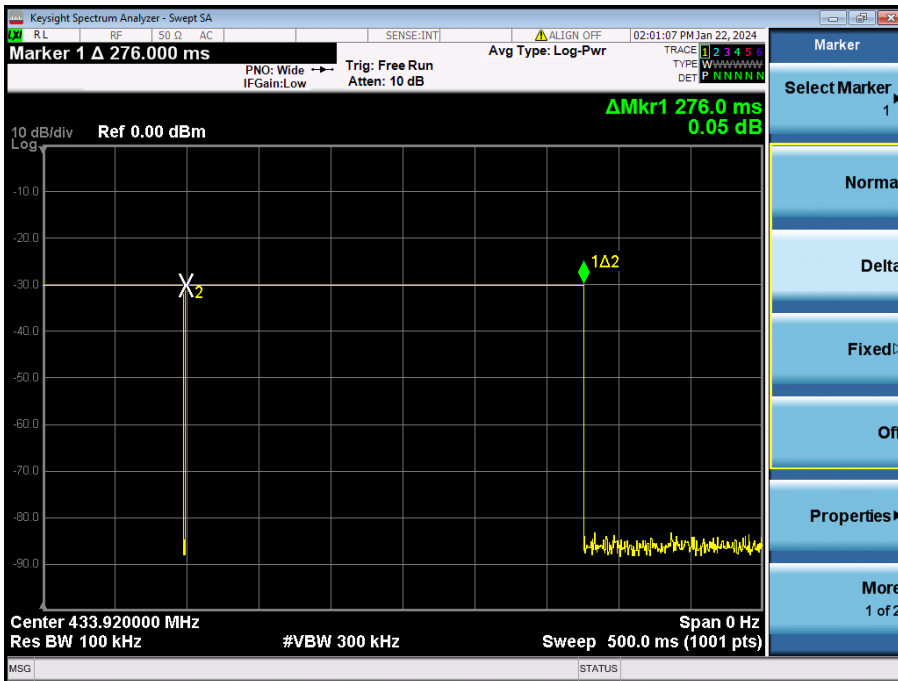 Keysight Spectrum Analyzer - Swept SA
LXI RL RF 50 Ω AC SENSE:INT ALIGN OFF 02:01:07 PM Jan 22, 2024
Marker 1 Δ 276.000 ms
PNO: Wide
IFGain:Low
Trig: Free Run
Atten: 10 dB
Avg Type: Log-Pwr
TRACE 1 2 3 4 5 6
TYPE W WWWWW
DET P N N N N N
ΔMkr1 276.0 ms
0.05 dB
10 dB/div Ref 0.00 dBm
Log
-10.0
-20.0
-30.0
-40.0
-50.0
-60.0
-70.0
-80.0
-90.0
1Δ2
X2
Center 433.920000 MHz Span 0 Hz
Res BW 100 kHz #VBW 300 kHz Sweep 500.0 ms (1001 pts)
MSG STATUS
Marker
Select Marker
1
Norma
Delta
Fixed
Off
Properties
More
1 of 2